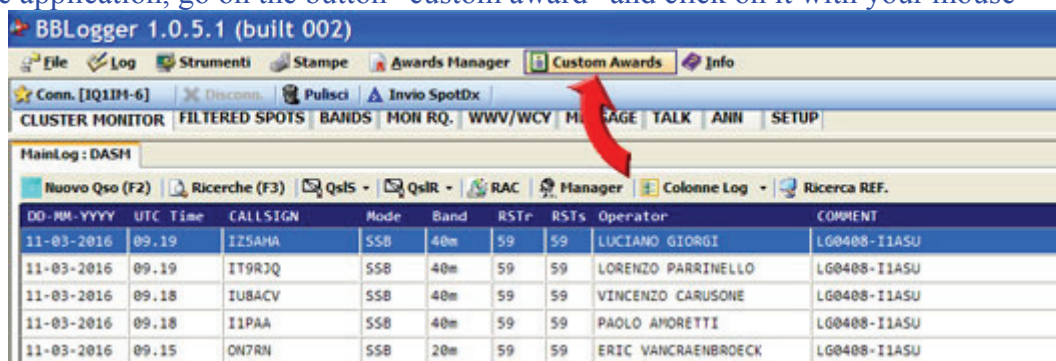 e application, go on the button "custom award" and click on it with your mouse
BBLogger 1.0.5.1 (built 002)
File Log Strumenti Stampe Awards Manager Custom Awards Info
Conn. [IQ1IM-6] Disconn. Pulisci Invio SpotDx
CLUSTER MONITOR FILTERED SPOTS BANDS MON RQ. WWV/WCY TALK ANN SETUP
MainLog : DASM
Nuovo Qso (F2) Ricerche (F3) QslS QslR RAC Manager Colonne Log Ricerca REF.
DD-MM-YYYY UTC Time CALLSIGN Mode Band RSTr RSTs Operator COMMENT
11-03-2016 09.19 IZ5AHA SSB 40m 59 59 LUCIANO GIORGI LG0408-I1ASU
11-03-2016 09.19 IT9RJQ SSB 40m 59 59 LORENZO PARRINELLO LG0408-I1ASU
11-03-2016 09.18 IU8ACV SSB 40m 59 59 VINCENZO CARUSONE LG0408-I1ASU
11-03-2016 09.18 I1PAA SSB 40m 59 59 PAOLO AMORETTI LG0408-I1ASU
11-03-2016 09.15 ON7RN SSB 20m 59 59 ERIC VANCRAENBROECK LG0408-I1ASU